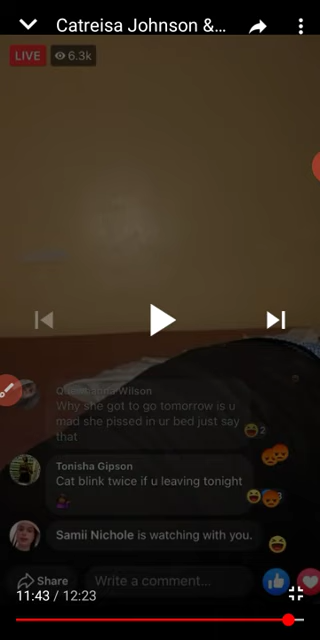 Catreisa Johnson &...
LIVE 6.3k
Wilson
Why she got to go tomorrow is u
mad she pissed in ur bed just say
that
2
Tonisha Gipson
Cat blink twice if u leaving tonight
Samii Nichole is watching with you.
Share Write a comment...
11:43 / 12:23